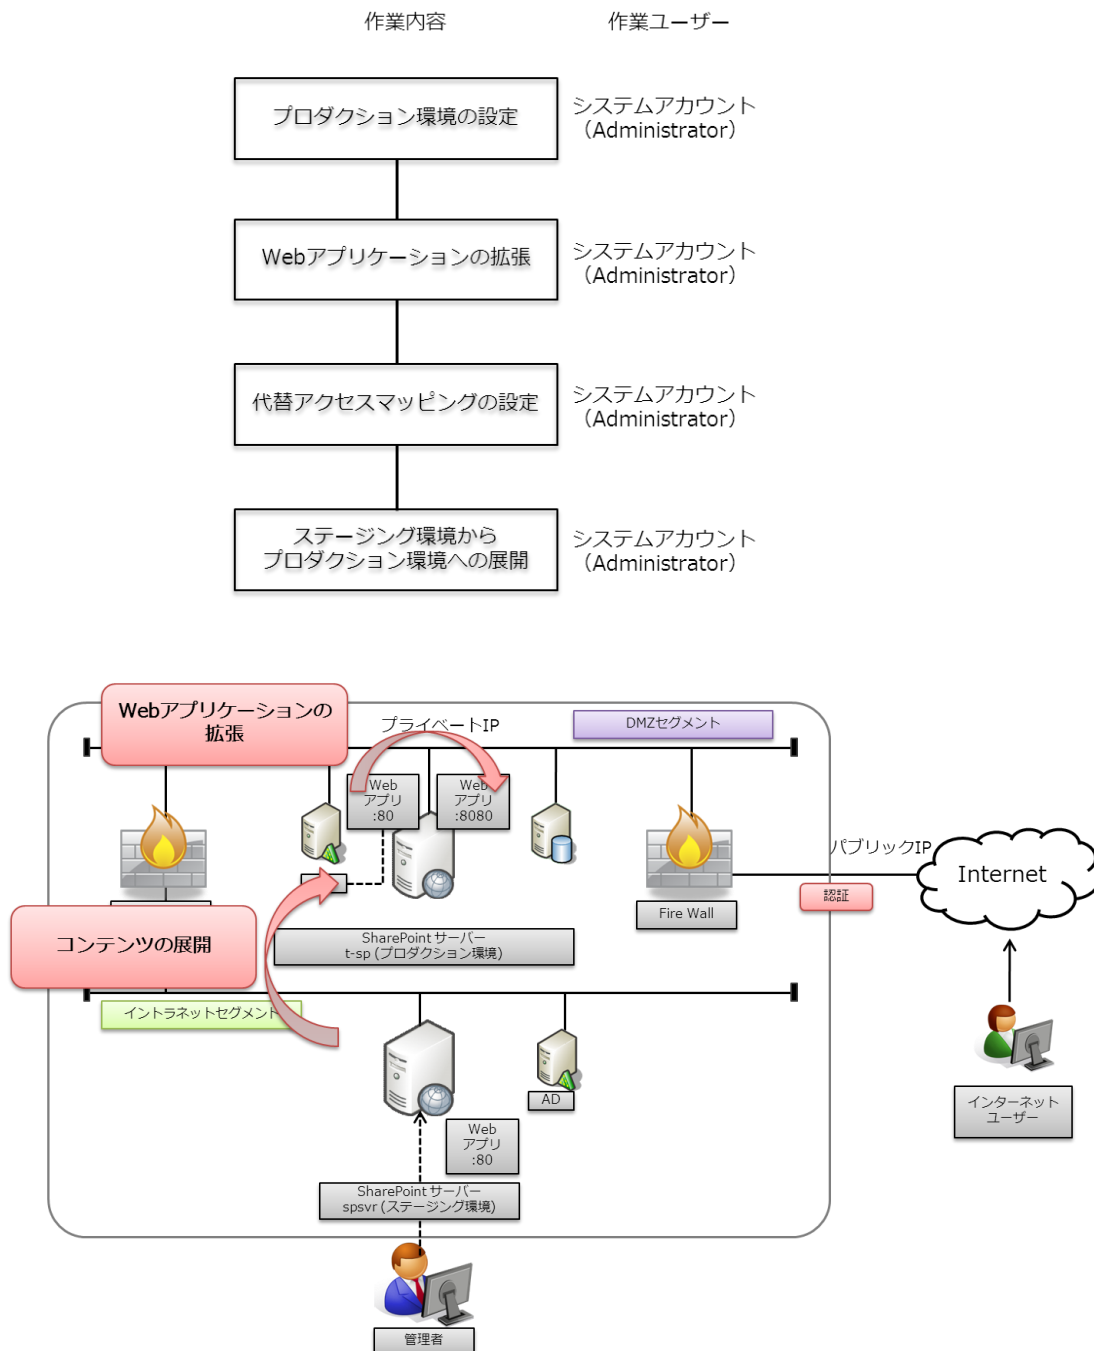 作業内容
作業ユーザー
プロダクション環境の設定
システムアカウント
（Administrator）
Webアプリケーションの拡張
システムアカウント
（Administrator）
代替アクセスマッピングの設定
システムアカウント
（Administrator）
ステージング環境から
プロダクション環境への展開
システムアカウント
（Administrator）
Webアプリケーションの
拡張
プライベートIP
DMZセグメント
Web
アプリ
:80
Web
アプリ
:8080
パブリックIP
Internet
認証
Fire Wall
コンテンツの展開
SharePoint サーバー
t-sp (プロダクション環境)
イントラネットセグメント
AD
インターネット
ユーザー
Web
アプリ
:80
SharePoint サーバー
spsvr (ステージング環境)
管理者